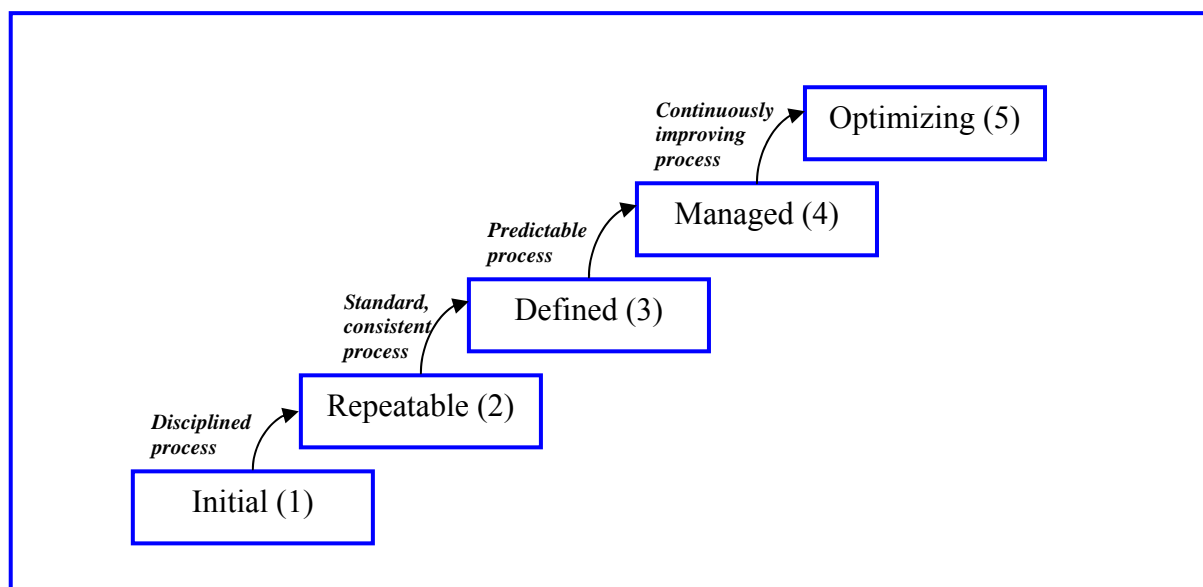 Continuously
improving
process
Optimizing (5)
Predictable
process
Managed (4)
Standard,
consistent
process
Defined (3)
Disciplined
process
Repeatable (2)
Initial (1)